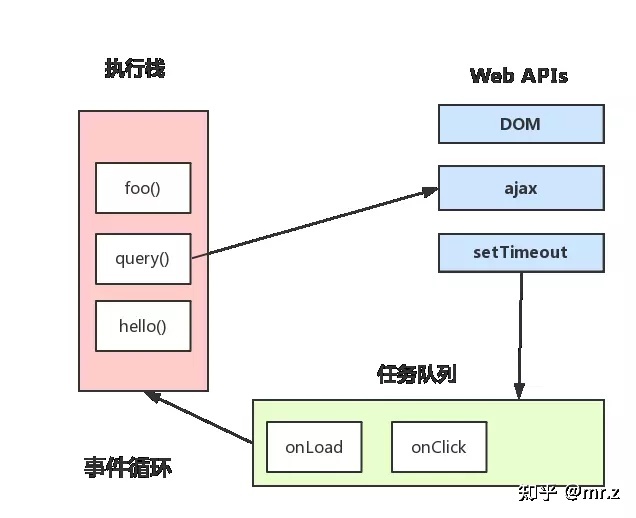 执行栈
Web APIs
DOM
foo()
ajax
query()
setTimeout
hello()
任务队列
onLoad
onClick
事件循环
知乎 @mr.z